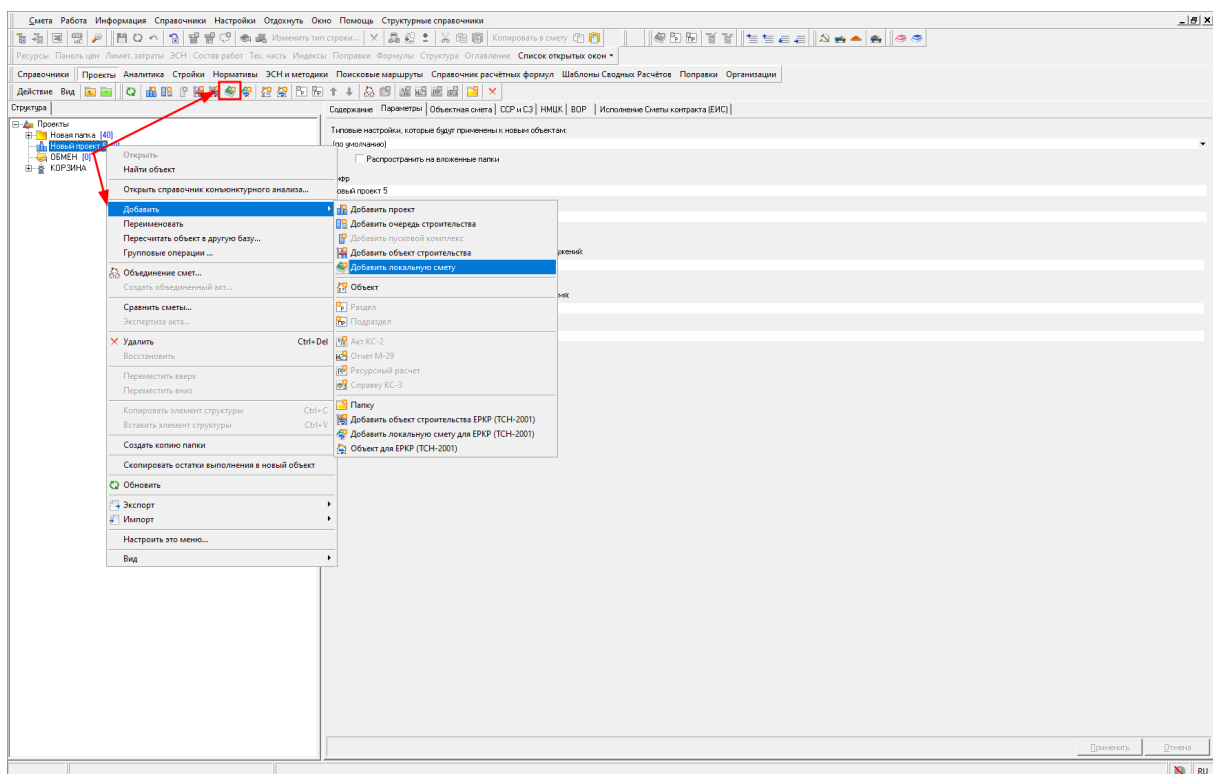 Смета Работа Информация Справочники Настройки Отдохнуть Окно Помощь Структурные справочники
Изменить тип строки... Копировать в смету
Ресурсы Панель цен Лимит. затраты ЭСН Состав работ Тех. часть Индексы Поправки Формулы Структура Оглавление Список открытых окон
Справочники Проекты Аналитика Стройки Нормативы ЭСН и методики Поисковые маршруты Справочник расчётных формул Шаблоны Сводных Расчётов Поправки Организации
Действие Вид
Структура
Проекты
Новая папка [40]
Новый проект
ОБМЕН [0]
КОРЗИНА
Открыть
Найти объект
Открыть справочник конъюнктурного анализа...
Добавить
Переименовать
Пересчитать объект в другую базу...
Групповые операции ...
Объединение смет...
Создать объединенный акт...
Сравнить сметы...
Экспертиза акта...
Удалить Ctrl+Del
Восстановить
Переместить вверх
Переместить вниз
Копировать элемент структуры Ctrl+C
Вставить элемент структуры Ctrl+V
Создать копию папки
Скопировать остатки выполнения в новый объект
Обновить
Экспорт
Импорт
Настроить это меню...
Вид
Добавить проект
Добавить очередь строительства
Добавить пусковой комплекс
Добавить объект строительства
Добавить локальную смету
Объект
Раздел
Подраздел
Акт КС-2
Отчет М-29
Ресурсный расчет
Справку КС-3
Папку
Добавить объект строительства ЕРКР (ТСН-2001)
Добавить локальную смету для ЕРКР (ТСН-2001)
Объект для ЕРКР (ТСН-2001)
Содержание Параметры Объектная смета ССР и СЗ НМЦК ВОР Исполнение Сметы контракта (ЕИС)
Типовые настройки, которые будут применены к новым объектам:
(по умолчанию)
Распространить на вложенные папки
ифр
овый проект 5
ржений:
мя:
Применить Отмена
RU